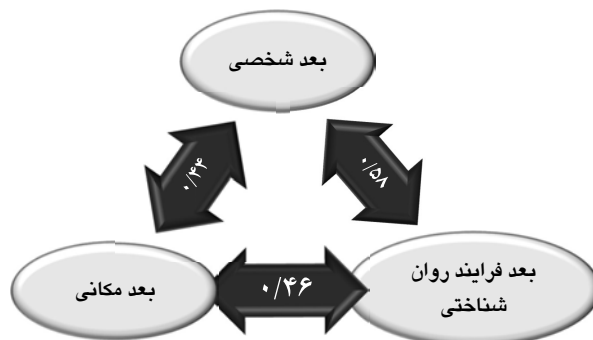 بعد شخصی
۰/۴۴
۰/۵۸
بعد مکانی
۰/۴۶
بعد فرایند روان
شناختی